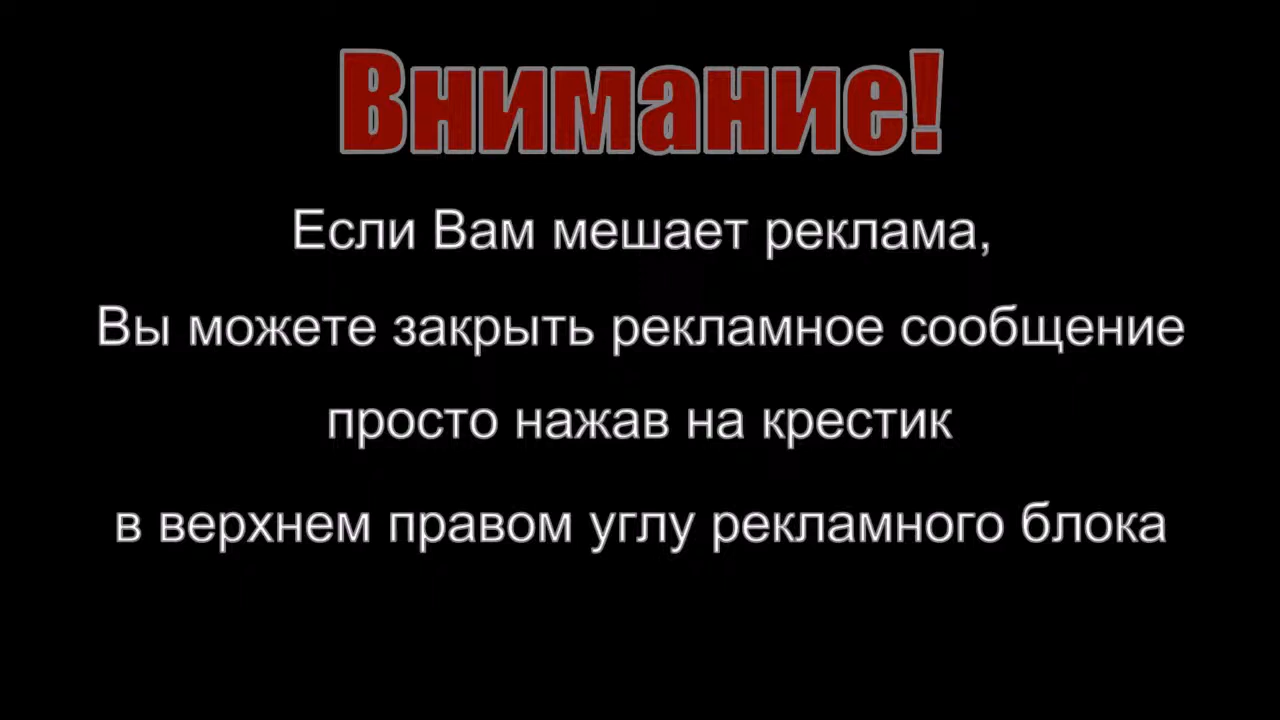 Внимание!
Если Вам мешает реклама,
Вы можете закрыть рекламное сообщение
просто нажав на крестик
в верхнем правом углу рекламного блока